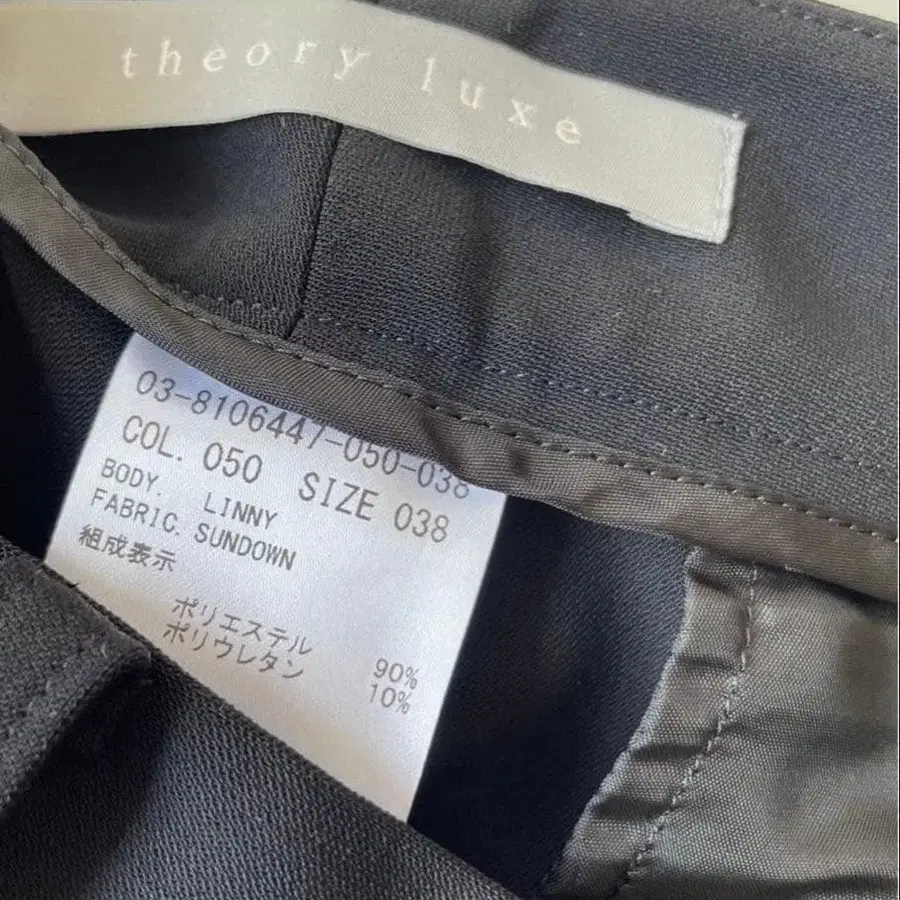 theory luxe
03-8106447-050-038
COL. 050 SIZE 038
BODY. LINNY
FABRIC. SUNDOWN
組成表示
ポリエステル 90%
ポリウレタン 10%